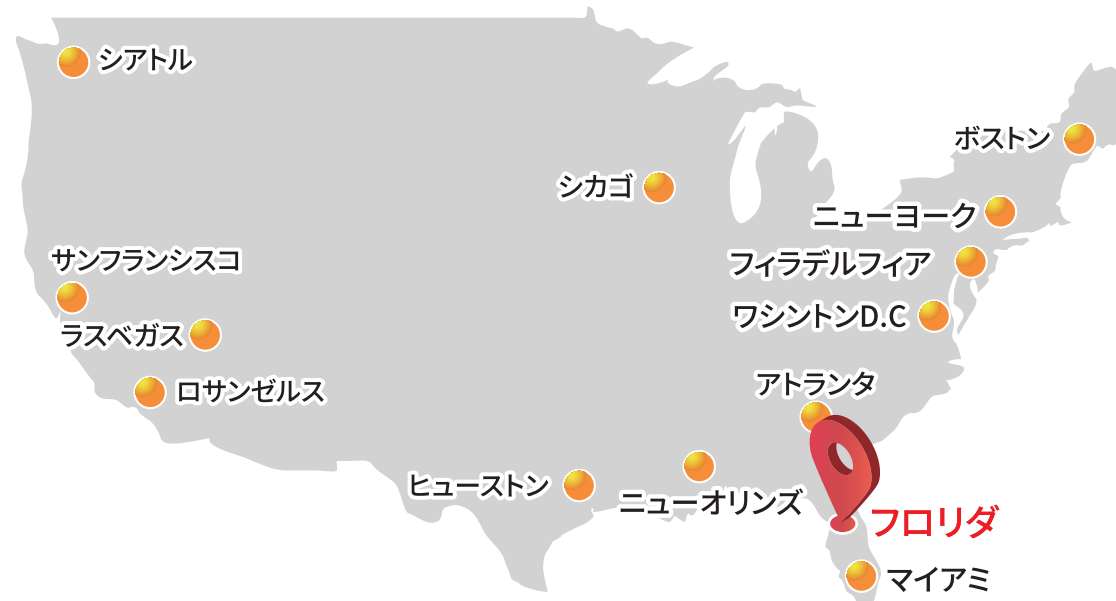 シアトル
ボストン
シカゴ
ニューヨーク
サンフランシスコ
フィラデルフィア
ラスベガス
ワシントンD.C
ロサンゼルス
アトランタ
ヒューストン
ニューオリンズ
フロリダ
マイアミ